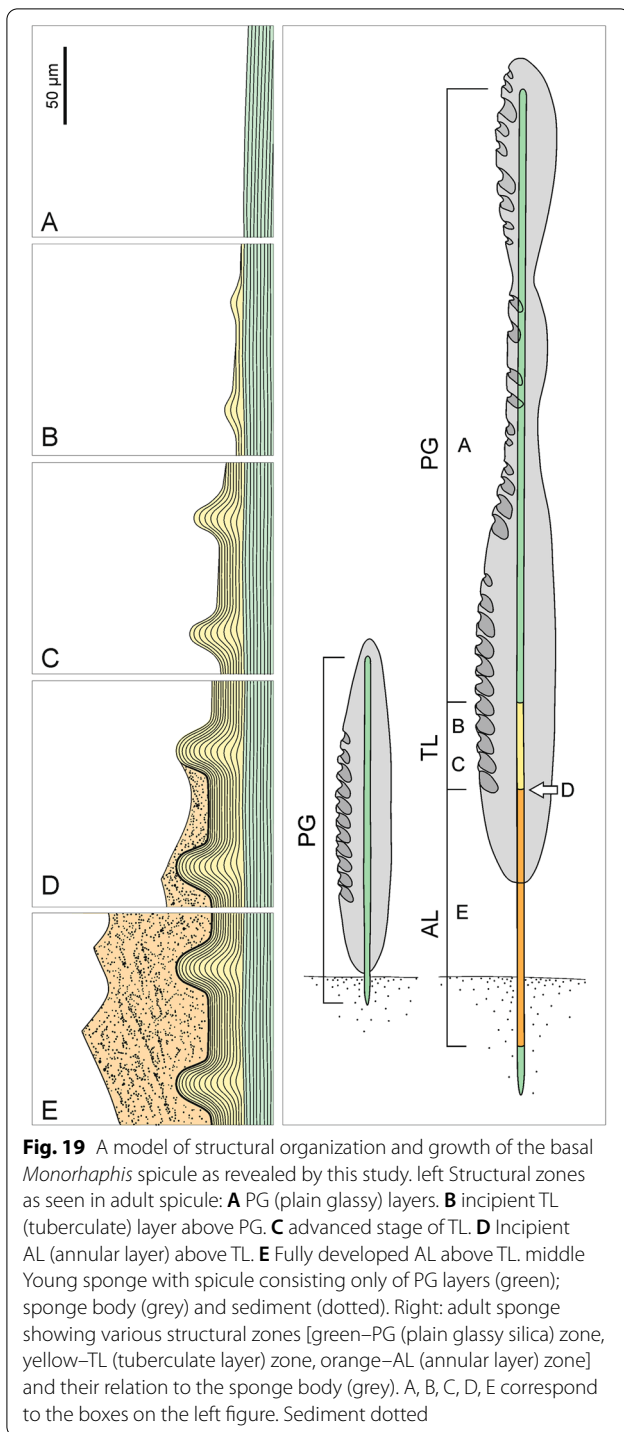 50 µm
A
B
C
D
E
PG
PG
A
TL
B
C
D
AL
E
Fig. 19 A model of structural organization and growth of the basal
Monorhaphis spicule as revealed by this study. left Structural zones
as seen in adult spicule: A PG (plain glassy) layers. B incipient TL
(tuberculate) layer above PG. C advanced stage of TL. D Incipient
AL (annular layer) above TL. E Fully developed AL above TL. middle
Young sponge with spicule consisting only of PG layers (green);
sponge body (grey) and sediment (dotted). Right: adult sponge
showing various structural zones [green–PG (plain glassy silica) zone,
yellow–TL (tuberculate layer) zone, orange–AL (annular layer) zone]
and their relation to the sponge body (grey). A, B, C, D, E correspond
to the boxes on the left figure. Sediment dotted